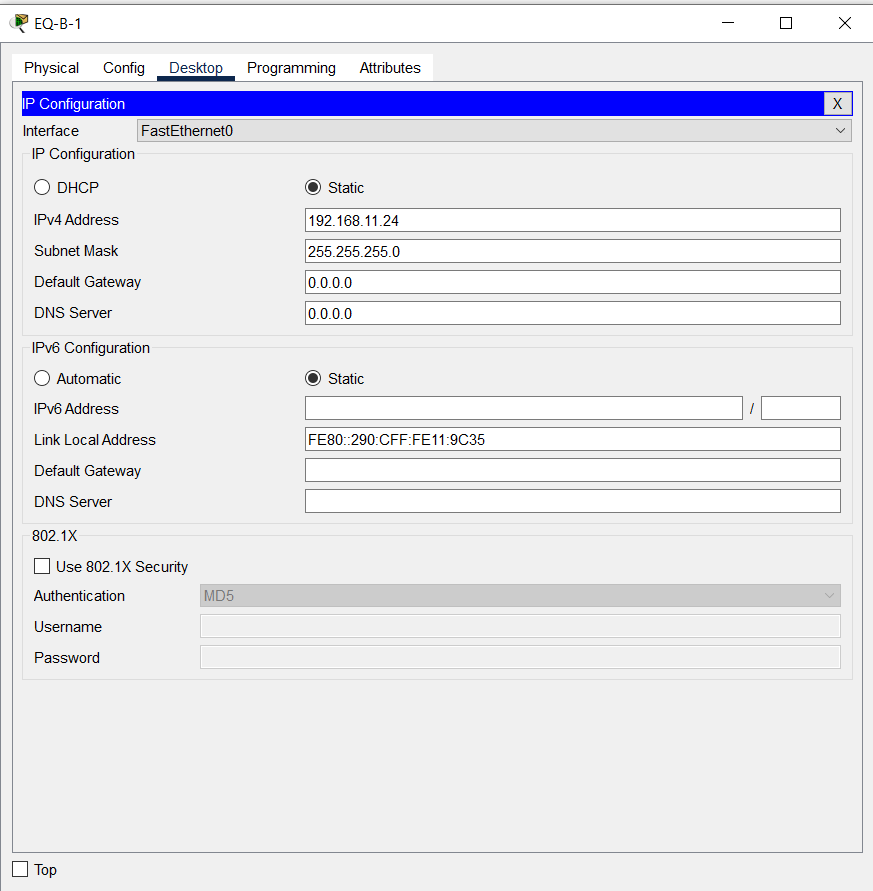 EQ-B-1
Physical Config Desktop Programming Attributes
IP Configuration X
Interface FastEthernet0
IP Configuration
DHCP Static
IPv4 Address 192.168.11.24
Subnet Mask 255.255.255.0
Default Gateway 0.0.0.0
DNS Server 0.0.0.0
IPv6 Configuration
Automatic Static
IPv6 Address /
Link Local Address FE80::290:CFF:FE11:9C35
Default Gateway
DNS Server
802.1X
Use 802.1X Security
Authentication MD5
Username
Password
Top